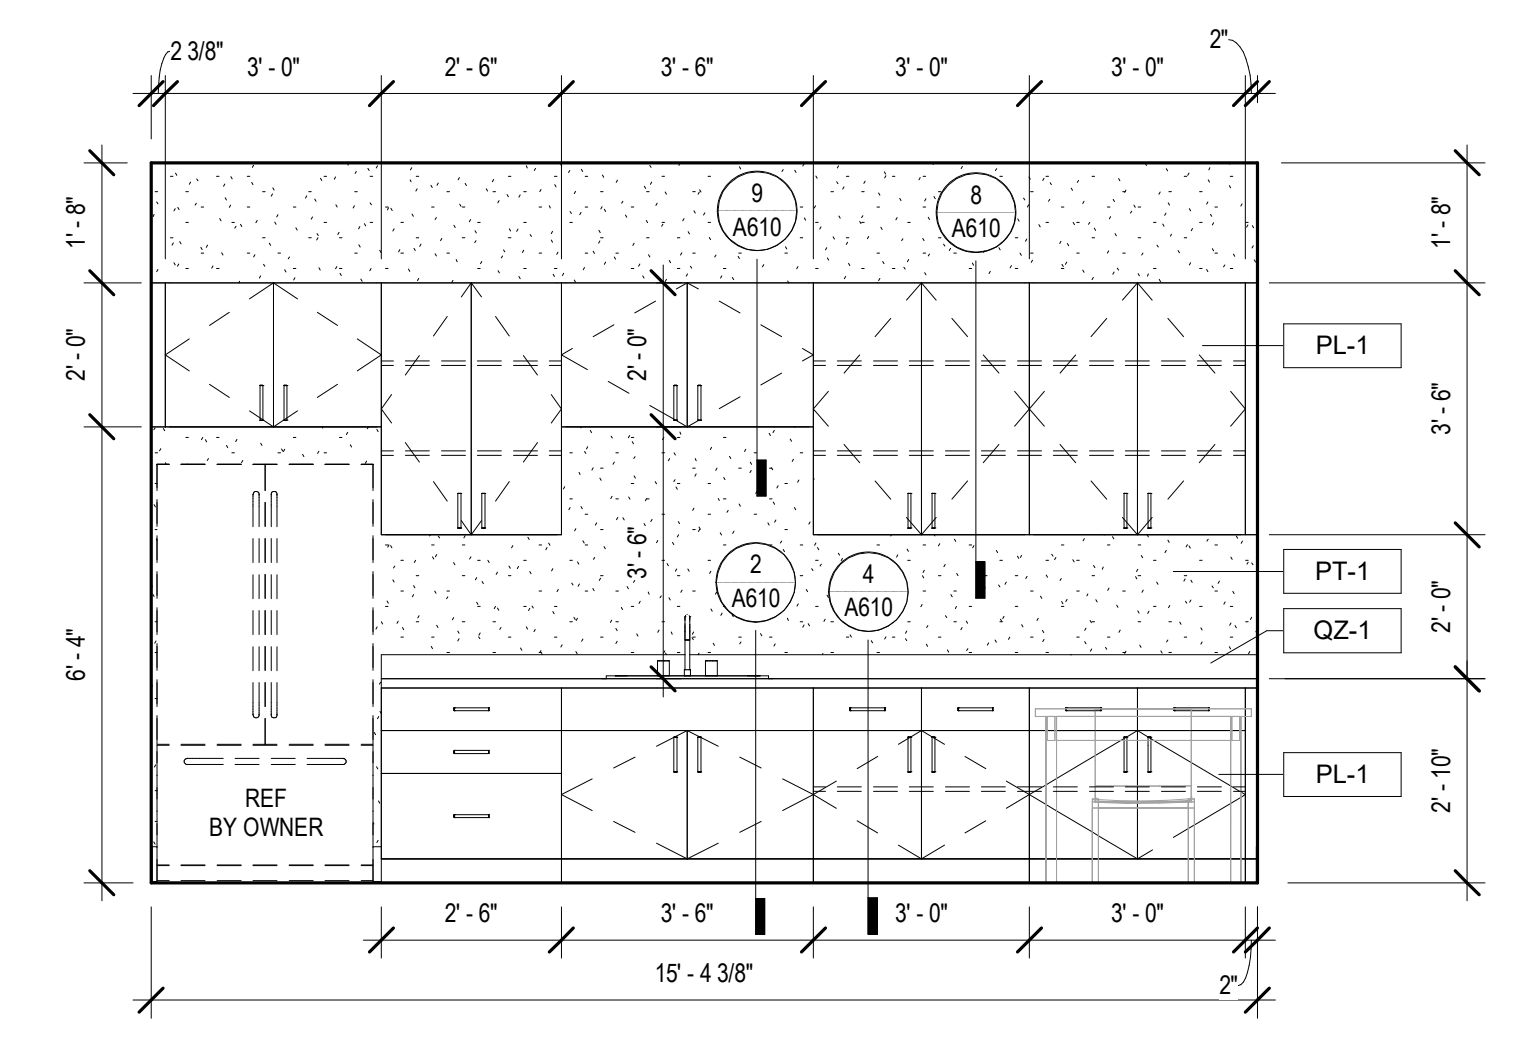 2 3/8"
3' - 0"
2' - 6"
3' - 6"
3' - 0"
3' - 0"
2"
1' - 8"
9
A610
8
A610
1' - 8"
2' - 0"
2' - 0"
PL-1
3' - 6"
3' - 6"
2
A610
4
A610
PT-1
QZ-1
2' - 0"
6' - 4"
PL-1
2' - 10"
REF
BY OWNER
2' - 6"
3' - 6"
3' - 0"
3' - 0"
15' - 4 3/8"
2"